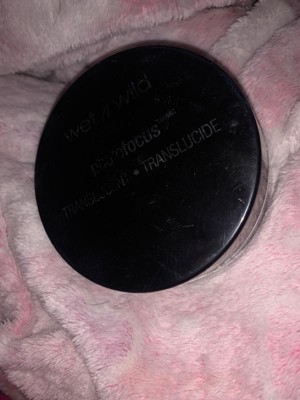 wet n wild
photofocus
TRANSLUCENT • TRANSLUCIDE